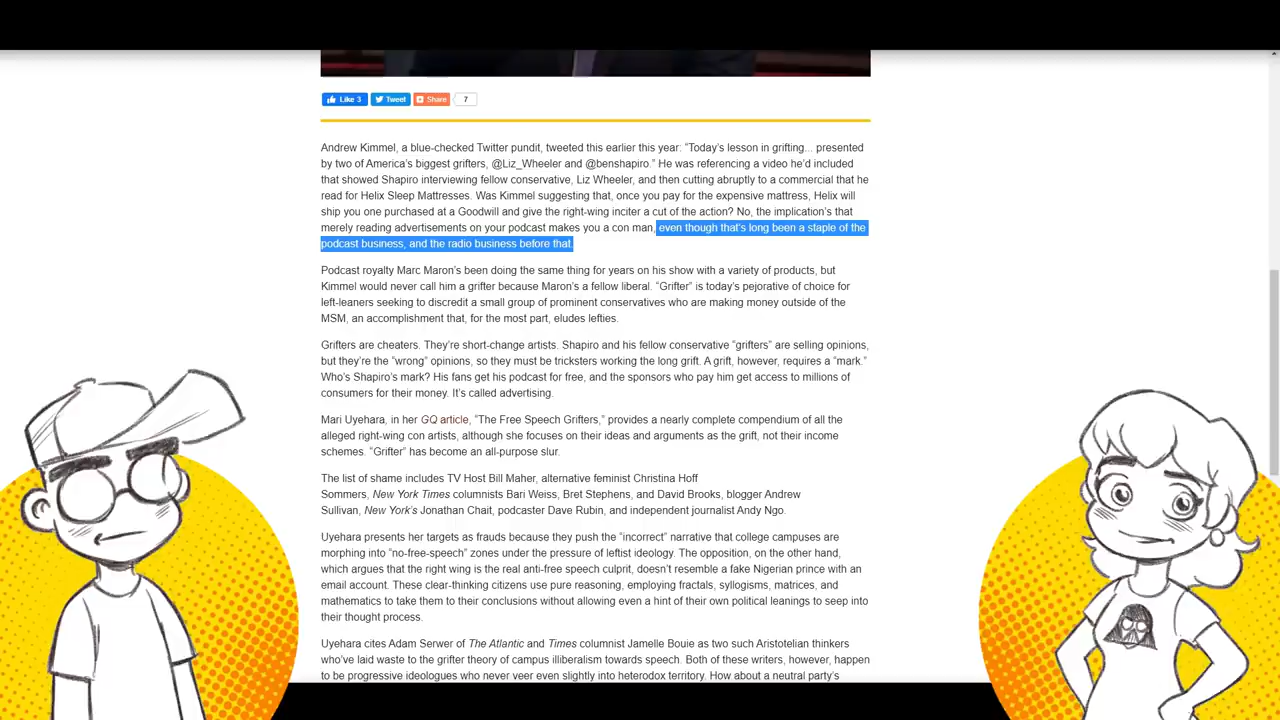 Like 3 Tweet Share 7
Andrew Kimmel, a blue-checked Twitter pundit, tweeted this earlier this year: “Today’s lesson in grifting... presented
by two of America’s biggest grifters, @Liz_Wheeler and @benshapiro.” He was referencing a video he’d included
that showed Shapiro interviewing fellow conservative, Liz Wheeler, and then cutting abruptly to a commercial that he
read for Helix Sleep Mattresses. Was Kimmel suggesting that, once you pay for the expensive mattress, Helix will
ship you one purchased at a Goodwill and give the right-wing inciter a cut of the action? No, the implication’s that
merely reading advertisements on your podcast makes you a con man, even though that’s long been a staple of the
podcast business, and the radio business before that.
Podcast royalty Marc Maron’s been doing the same thing for years on his show with a variety of products, but
Kimmel would never call him a grifter because Maron’s a fellow liberal. “Grifter” is today’s pejorative of choice for
left-leaners seeking to discredit a small group of prominent conservatives who are making money outside of the
MSM, an accomplishment that, for the most part, eludes lefties.
Grifters are cheaters. They’re short-change artists. Shapiro and his fellow conservative “grifters” are selling opinions,
but they’re the “wrong” opinions, so they must be tricksters working the long grift. A grift, however, requires a “mark.”
Who’s Shapiro’s mark? His fans get his podcast for free, and the sponsors who pay him get access to millions of
consumers for their money. It’s called advertising.
Mari Uyehara, in her GQ article, “The Free Speech Grifters,” provides a nearly complete compendium of all the
alleged right-wing con artists, although she focuses on their ideas and arguments as the grift, not their income
schemes. “Grifter” has become an all-purpose slur.
The list of shame includes TV Host Bill Maher, alternative feminist Christina Hoff
Sommers, New York Times columnists Bari Weiss, Bret Stephens, and David Brooks, blogger Andrew
Sullivan, New York’s Jonathan Chait, podcaster Dave Rubin, and independent journalist Andy Ngo.
Uyehara presents her targets as frauds because they push the “incorrect” narrative that college campuses are
morphing into “no-free-speech” zones under the pressure of leftist ideology. The opposition, on the other hand,
which argues that the right wing is the real anti-free speech culprit, doesn’t resemble a fake Nigerian prince with an
email account. These clear-thinking citizens use pure reasoning, employing fractals, syllogisms, matrices, and
mathematics to take them to their conclusions without allowing even a hint of their own political leanings to seep into
their thought process.
Uyehara cites Adam Serwer of The Atlantic and Times columnist Jamelle Bouie as two such Aristotelian thinkers
who’ve laid waste to the grifter theory of campus illiberalism towards speech. Both of these writers, however, happen
to be progressive ideologues who never veer even slightly into heterodox territory. How about a neutral party’s